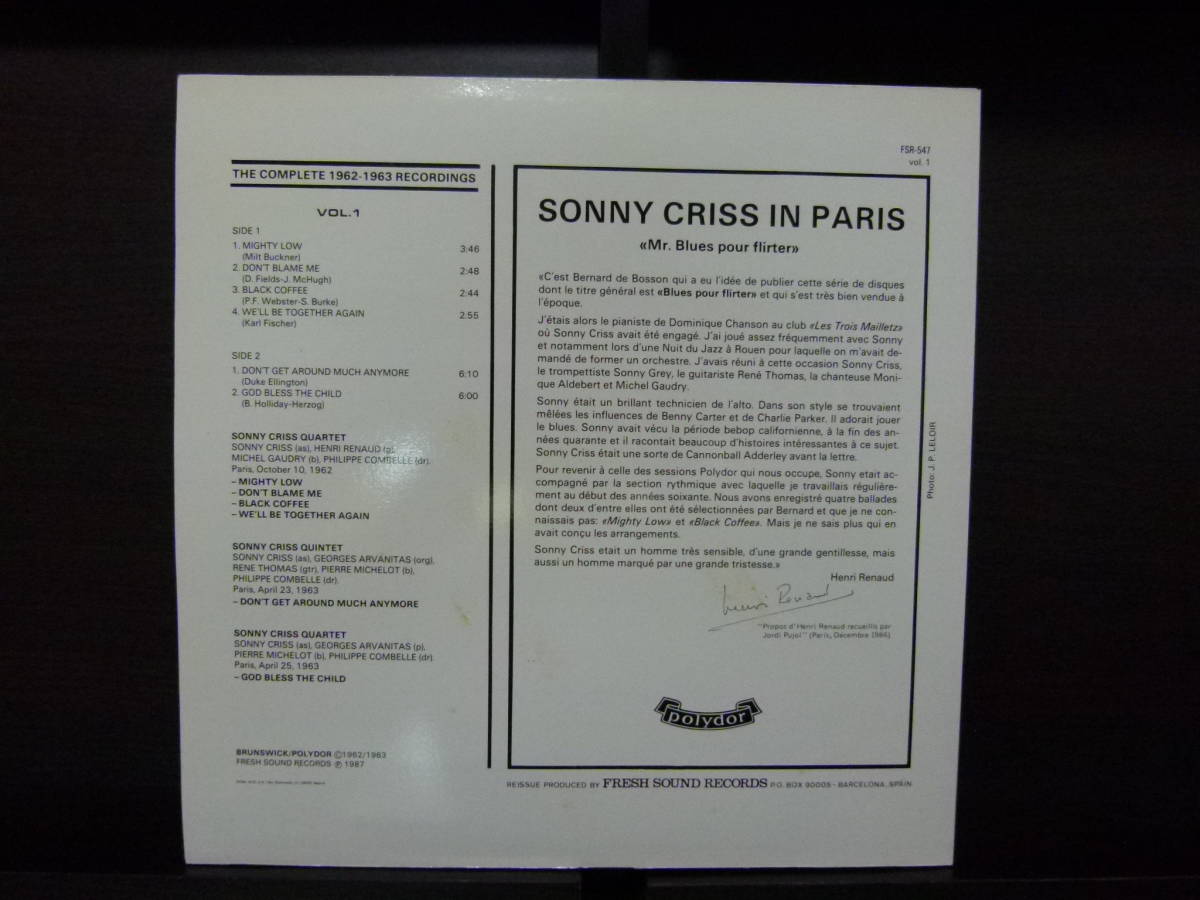 FSR-547
vol. 1
THE COMPLETE 1962-1963 RECORDINGS
VOL.1
SIDE 1
1. MIGHTY LOW 3:46
(Milt Buckner)
2. DON'T BLAME ME 2:48
(D. Fields-J. McHugh)
3. BLACK COFFEE 2:44
(P.F. Webster-S. Burke)
4. WE'LL BE TOGETHER AGAIN 2:55
(Karl Fischer)
SIDE 2
1. DON'T GET AROUND MUCH ANYMORE 6:10
(Duke Ellington)
2. GOD BLESS THE CHILD 6:00
(B. Holliday-Herzog)
SONNY CRISS QUARTET
SONNY CRISS (as), HENRI RENAUD (p),
MICHEL GAUDRY (b), PHILIPPE COMBELLE (dr).
Paris, October 10, 1962
– MIGHTY LOW
– DON'T BLAME ME
– BLACK COFFEE
– WE'LL BE TOGETHER AGAIN
SONNY CRISS QUINTET
SONNY CRISS (as), GEORGES ARVANITAS (org),
RENE THOMAS (gtr), PIERRE MICHELOT (b),
PHILIPPE COMBELLE (dr).
Paris, April 23, 1963
– DON'T GET AROUND MUCH ANYMORE
SONNY CRISS QUARTET
SONNY CRISS (as), GEORGES ARVANITAS (p),
PIERRE MICHELOT (b), PHILIPPE COMBELLE (dr).
Paris, April 25, 1963
– GOD BLESS THE CHILD
BRUNSWICK/POLYDOR ©1962/1963
FRESH SOUND RECORDS ℗ 1987
SONNY CRISS IN PARIS
«Mr. Blues pour flirter»
«C'est Bernard de Bosson qui a eu l'idée de publier cette série de disques
dont le titre général est «Blues pour flirter» et qui s'est très bien vendue à
l'époque.
J'étais alors le pianiste de Dominique Chanson au club «Les Trois Mailletz»
où Sonny Criss avait été engagé. J'ai joué assez fréquemment avec Sonny
et notamment lors d'une Nuit du Jazz à Rouen pour laquelle on m'avait de-
mandé de former un orchestre. J'avais réuni à cette occasion Sonny Criss,
le trompettiste Sonny Grey, le guitariste René Thomas, la chanteuse Moni-
que Aldebert et Michel Gaudry.
Sonny était un brillant technicien de l'alto. Dans son style se trouvaient
mêlées les influences de Benny Carter et de Charlie Parker. Il adorait jouer
le blues. Sonny avait vécu la période bebop californienne, à la fin des an-
nées quarante et il racontait beaucoup d'histoires intéressantes à ce sujet.
Sonny Criss était une sorte de Cannonball Adderley avant la lettre.
Pour revenir à celle des sessions Polydor qui nous occupe, Sonny etait ac-
compagné par la section rythmique avec laquelle je travaillais régulière-
ment au début des années soixante. Nous avons enregistré quatre ballades
dont deux d'entre elles ont été sélectionnées par Bernard et que je ne con-
naissais pas: «Mighty Low» et «Black Coffee». Mais je ne sais plus qui en
avait conçu les arrangements.
Sonny Criss etait un homme très sensible, d'une grande gentillesse, mais
aussi un homme marqué par une grande tristesse.»
Henri Renaud
Henri Renaud
"Propos d'Henri Renaud recueillis par
Jordi Pujol" (Paris, Décembre 1986)
polydor
Photo: J. P. LELOIR
REISSUE PRODUCED BY FRESH SOUND RECORDS P.O. BOX 90005 - BARCELONA, SPAIN